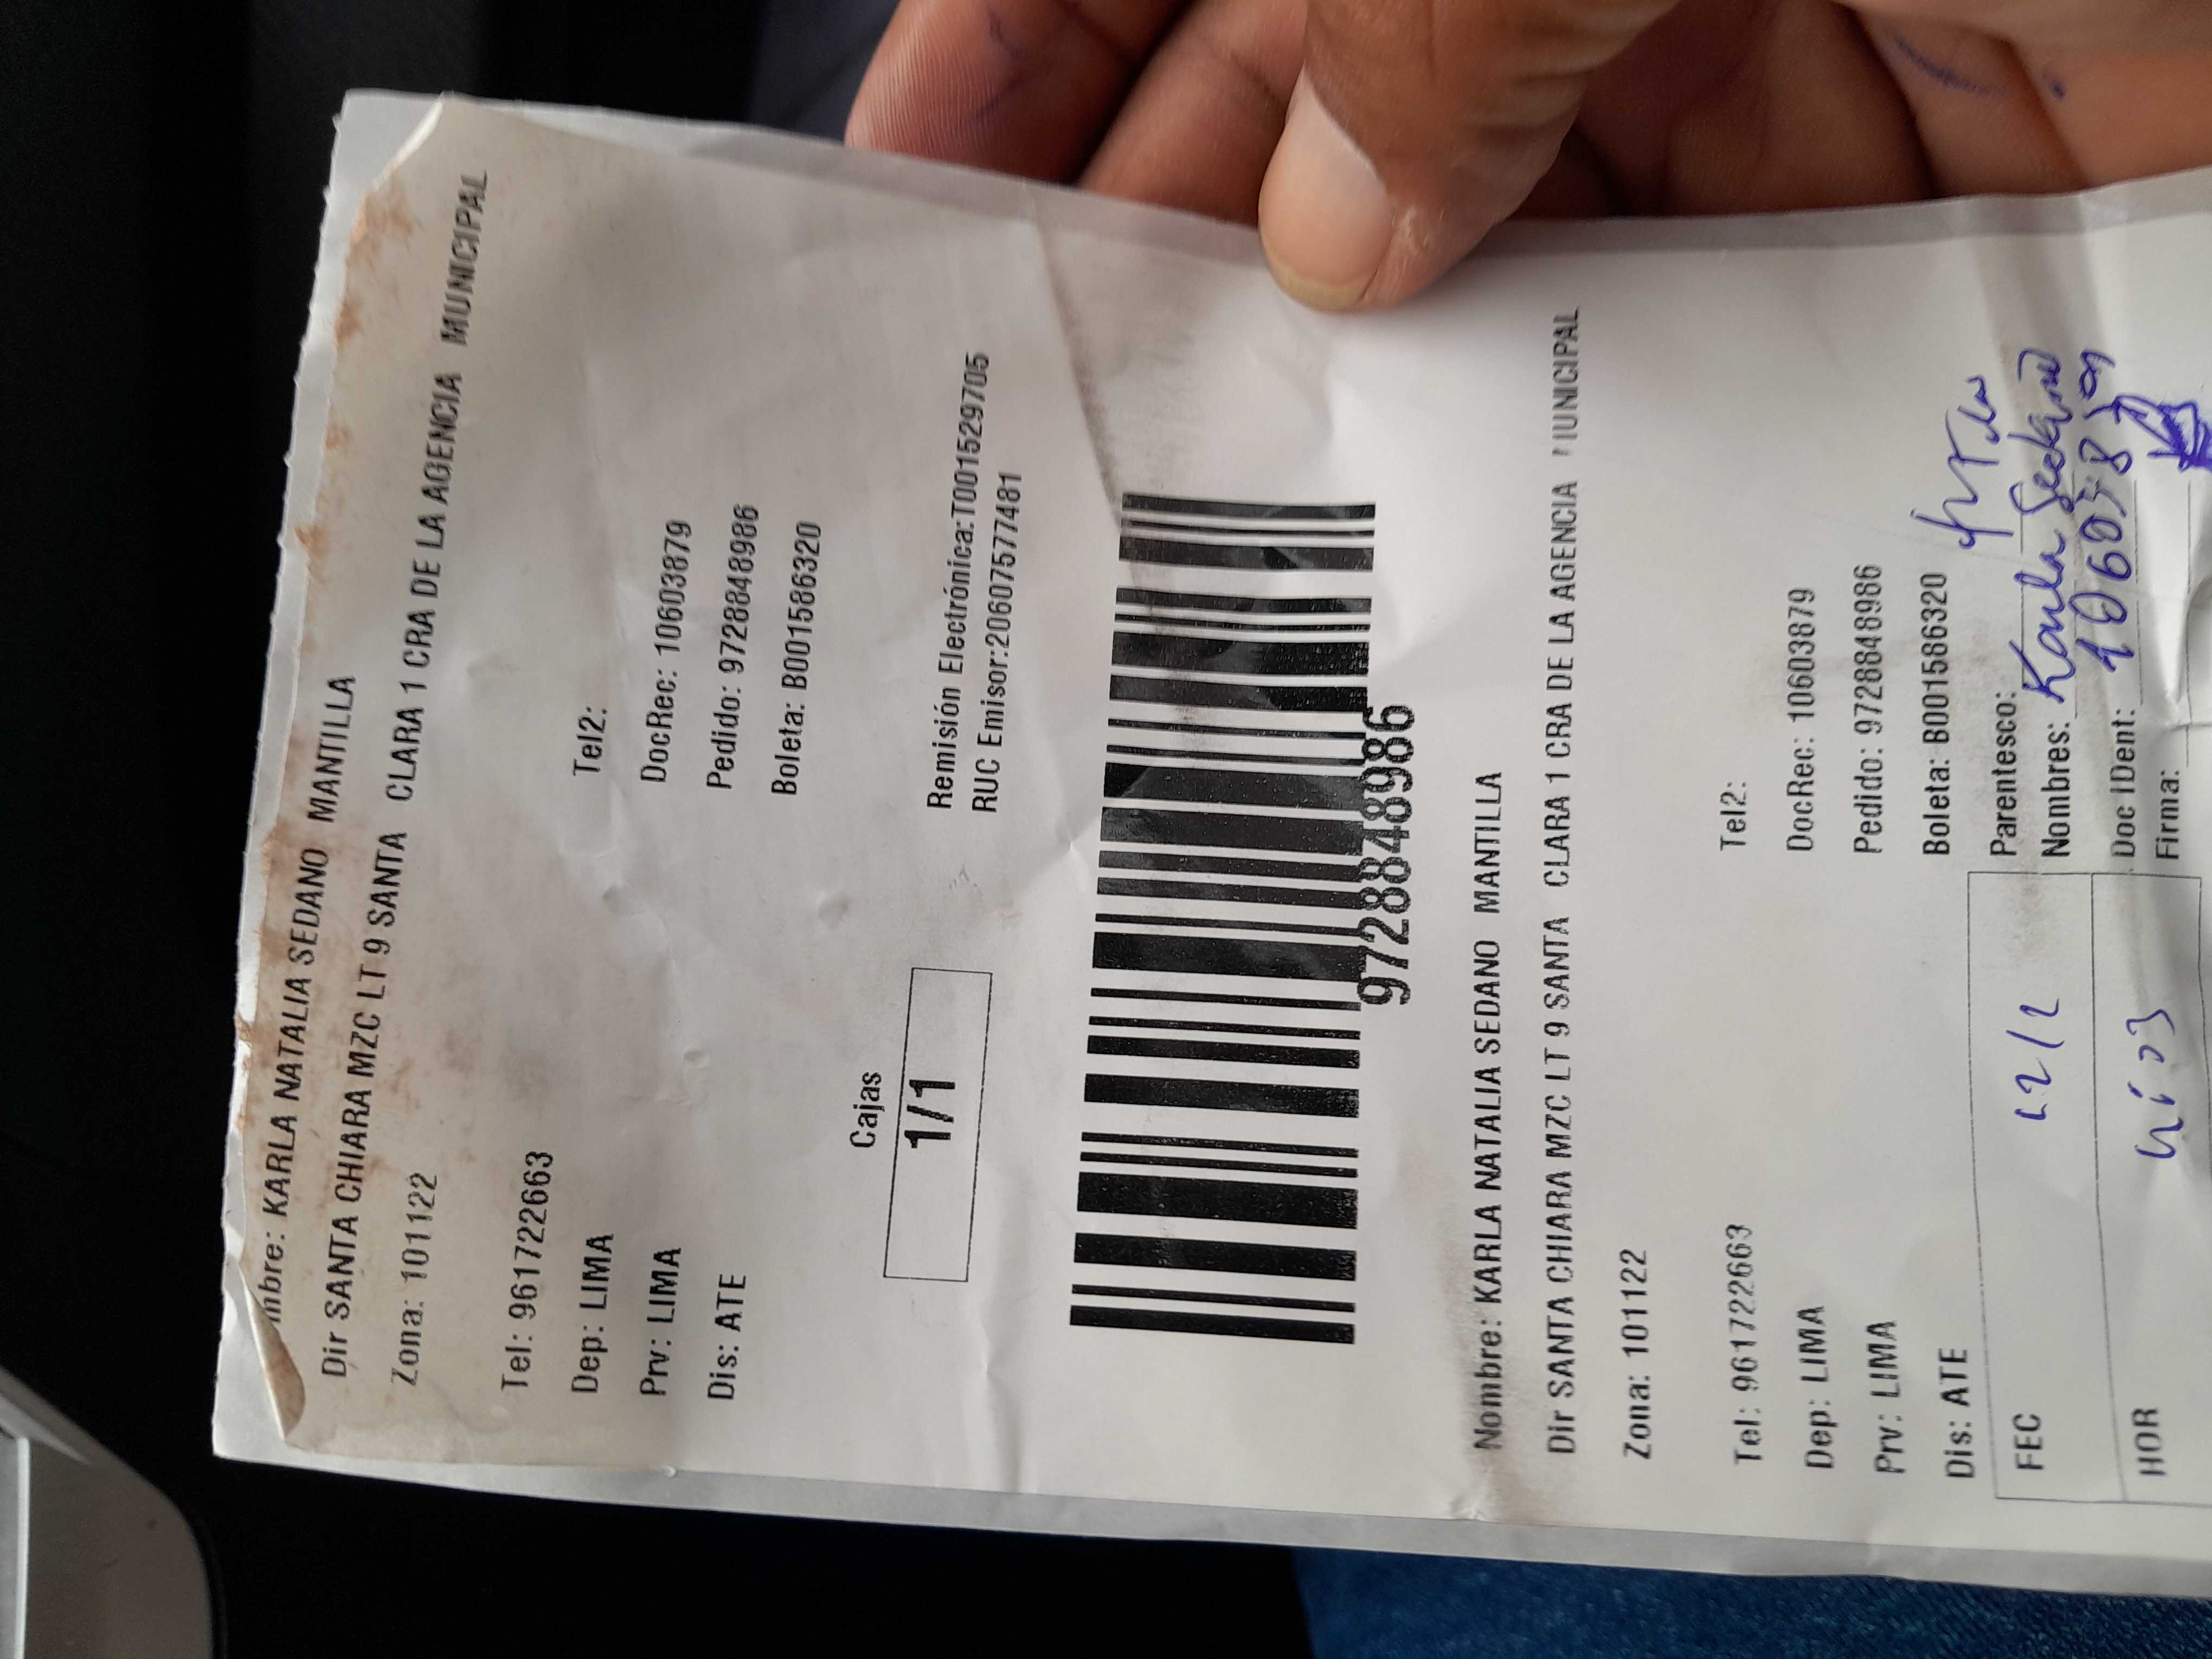 mbre: KARLA NATALIA SEDANO MANTILLA
Dir SANTA CHIARA MZC LT 9 SANTA CLARA 1 CRA DE LA AGENCIA MUNICIPAL
Zona: 101122
Tel: 961722663 Tel2:
Dep: LIMA DocRec: 10603879
Prv: LIMA Pedido: 9728848986
Dis: ATE Boleta: B001586320
Cajas
1/1
Remisión Electrónica:T001529705
RUC Emisor:20607577481
9728848986
Nombre: KARLA NATALIA SEDANO MANTILLA
Dir SANTA CHIARA MZC LT 9 SANTA CLARA 1 CRA DE LA AGENCIA MUNICIPAL
Zona: 101122
Tel: 961722663 Tel2:
Dep: LIMA DocRec: 10603879
Prv: LIMA Pedido: 9728848986
Dis: ATE Boleta: B001586320
FEC
HOR
Parentesco:
Nombres: Karla Sedano
Doc iDent:
Firma: